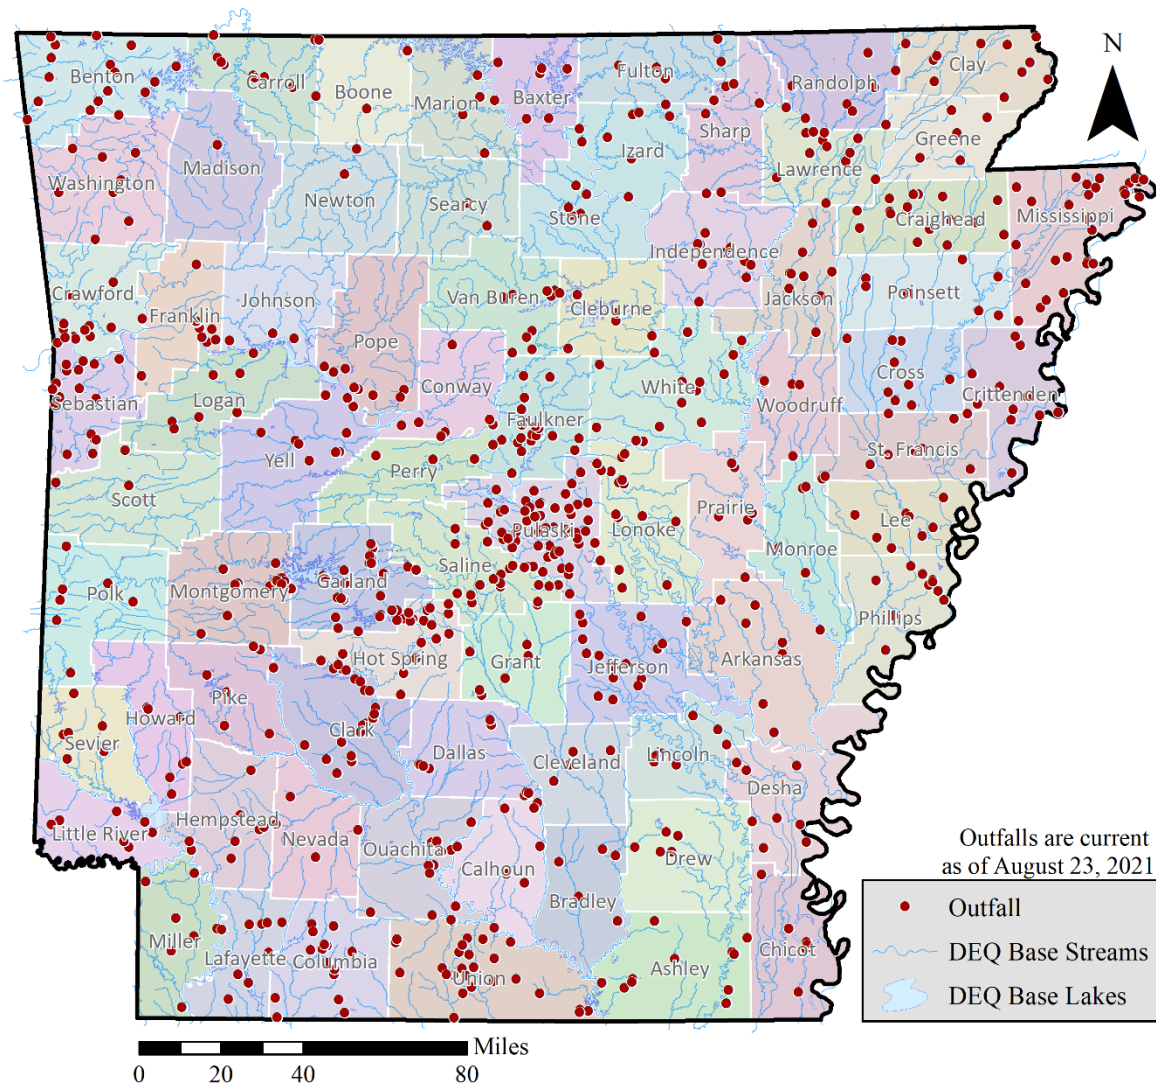 N
Benton
Carroll
Boone
Marion
Baxter
Fulton
Randolph
Clay
Sharp
Greene
Izard
Lawrence
Madison
Washington
Newton
Searcy
Stone
Craighead
Mississippi
Independence
Crawford
Johnson
Van Buren
Cleburne
Jackson
Poinsett
Franklin
Pope
Conway
White
Cross
Crittenden
Sebastian
Logan
Woodruff
Faulkner
St. Francis
Yell
Perry
Scott
Prairie
Lee
Pulaski
Lonoke
Monroe
Saline
Garland
Polk
Montgomery
Phillips
Hot Spring
Grant
Jefferson
Arkansas
Pike
Howard
Clark
Sevier
Dallas
Cleveland
Lincoln
Desha
Hempstead
Little River
Nevada
Ouachita
Calhoun
Drew
Bradley
Miller
Lafayette
Columbia
Union
Ashley
Chicot
Outfalls are current
as of August 23, 2021
Outfall
DEQ Base Streams
DEQ Base Lakes
Miles
0 20 40 80